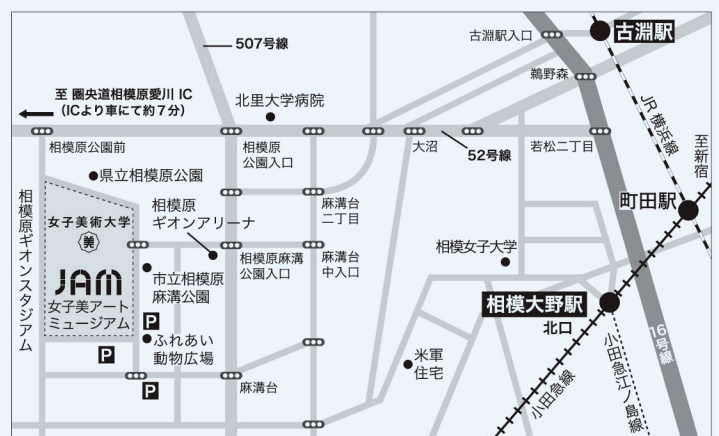 507号線
古淵駅入口
古淵駅
鵜野森
至 圏央道相模原愛川 IC
(ICより車にて約7分)
北里大学病院
JR 横浜線
至新宿
相模原公園前
相模原
公園入口
大沼
52号線
若松二丁目
県立相模原公園
町田駅
相模原ギオンスタジアム
女子美術大学
美
JAM
女子美アート
ミュージアム
相模原
ギオンアリーナ
麻溝台
二丁目
相模女子大学
相模原麻溝
公園入口
麻溝台
中入口
市立相模原
麻溝公園
相模大野駅
北口
P
ふれあい
動物広場
P
P
麻溝台
米軍
住宅
小田急線
小田急江ノ島線
16号線